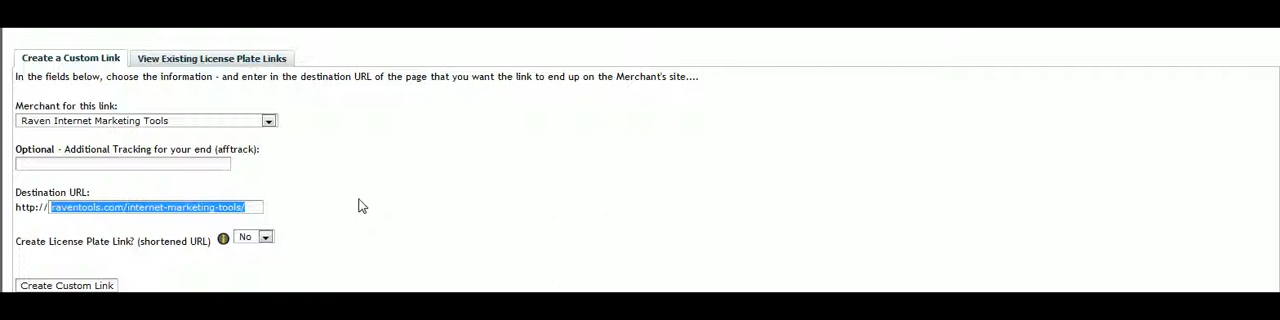 Create a Custom Link
View Existing License Plate Links
In the fields below, choose the information - and enter in the destination URL of the page that you want the link to end up on the Merchant's site....
Merchant for this link:
Raven Internet Marketing Tools
Optional - Additional Tracking for your end (afftrack):
Destination URL:
http:// raventools.com/internet-marketing-tools/
Create License Plate Link? (shortened URL) No
Create Custom Link